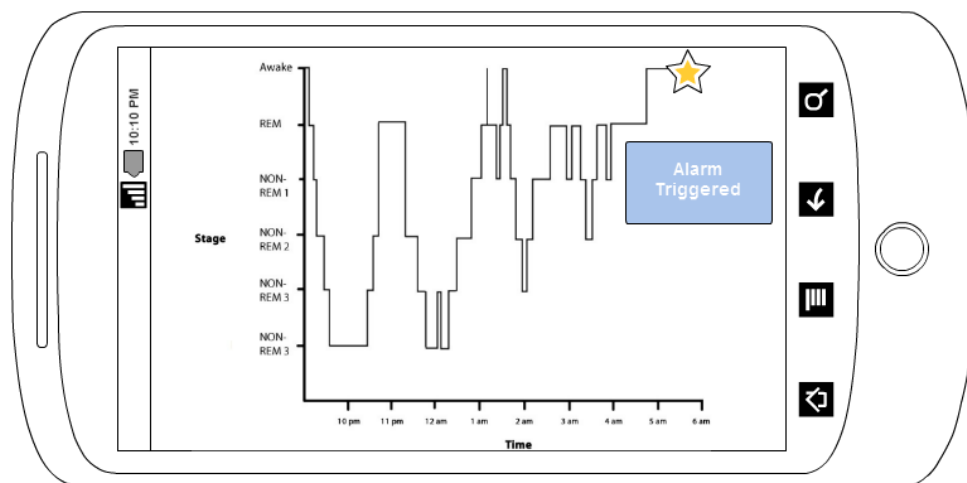 10:10 PM
Awake
REM
NON-
REM 1
NON-
REM 2
NON-
REM 3
NON-
REM 3
Stage
Alarm
Triggered
10 pm 11 pm 12 am 1 am 2 am 3 am 4 am 5 am 6 am
Time